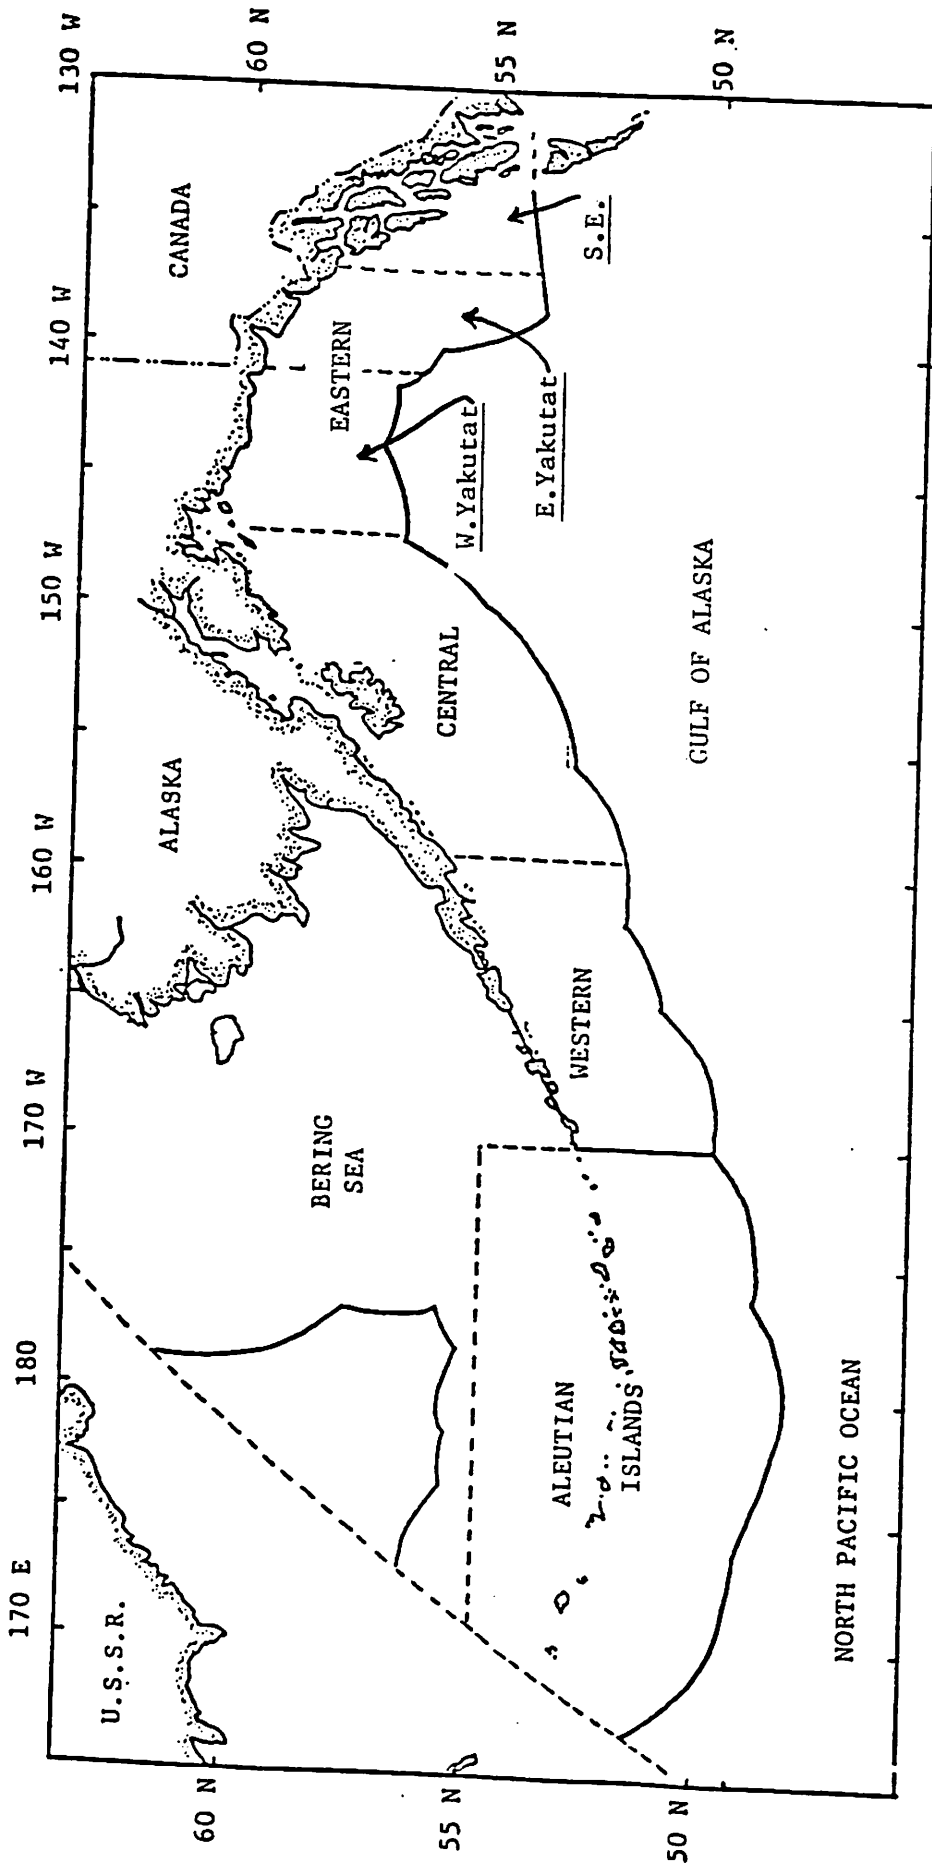 170 E
180
170 W
160 W
150 W
140 W
130 W
U.S.S.R.
ALASKA
CANADA
60 N
60 N
BERING
SEA
EASTERN
CENTRAL
W.Yakutat
55 N
55 N
E.Yakutat
S.E.
ALEUTIAN
ISLANDS
WESTERN
GULF OF ALASKA
50 N
50 N
NORTH PACIFIC OCEAN